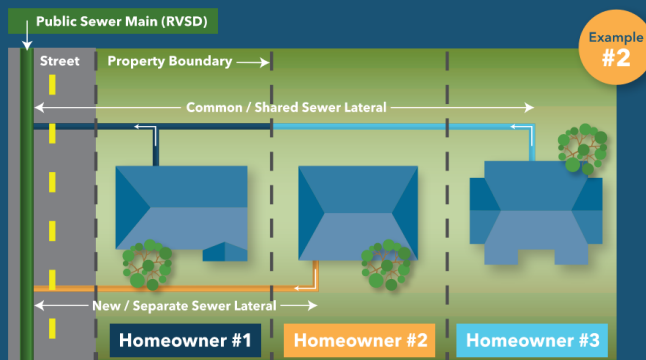 Public Sewer Main (RVSD)
Example
#2
Street
Property Boundary
Common / Shared Sewer Lateral
New / Separate Sewer Lateral
Homeowner #1
Homeowner #2
Homeowner #3